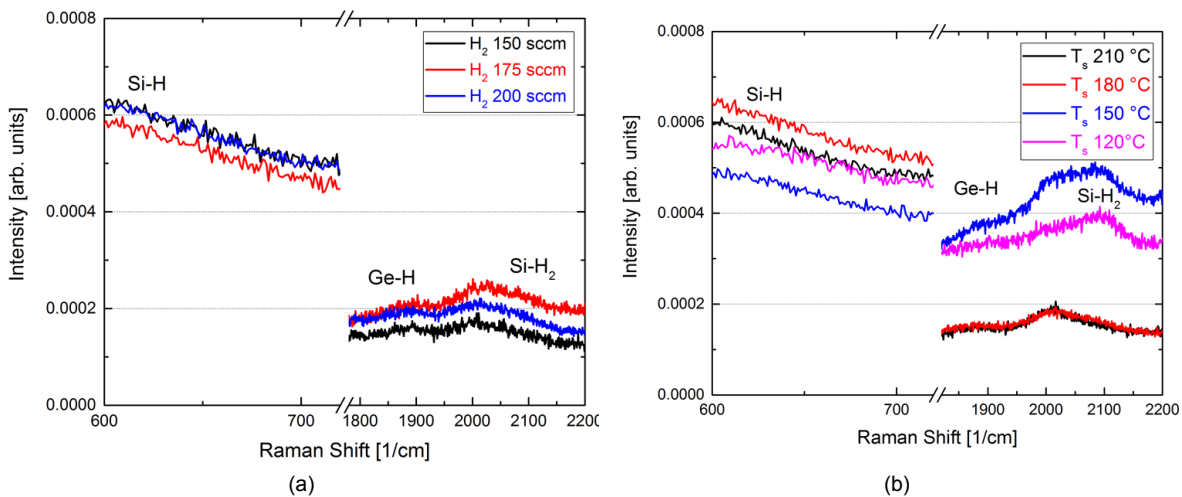 0.0008
0.0006
0.0004
0.0002
0.0000
Intensity [arb. units]
H2 150 sccm
H2 175 sccm
H2 200 sccm
Si-H
Ge-H
Si-H2
600
700
1800
1900
2000
2100
2200
Raman Shift [1/cm]
(a)
0.0008
0.0006
0.0004
0.0002
0.0000
Intensity [arb. units]
Ts 210 °C
Ts 180 °C
Ts 150 °C
Ts 120°C
Si-H
Ge-H
Si-H2
600
700
1900
2000
2100
2200
Raman Shift [1/cm]
(b)